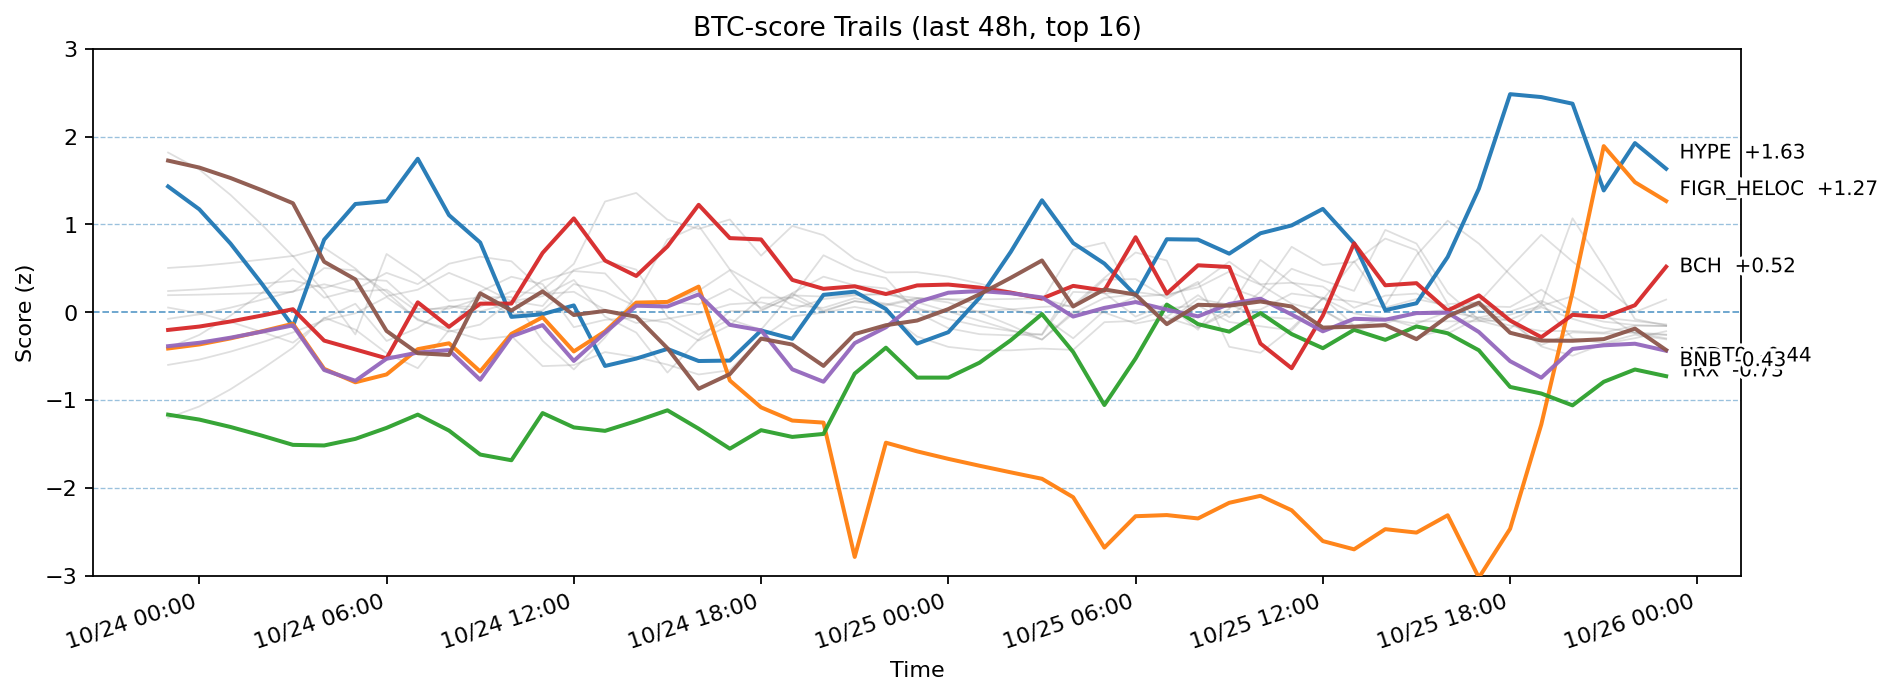 BTC-score Trails (last 48h, top 16)
Score (z)
3
2
1
0
−1
−2
−3
HYPE +1.63
FIGR_HELOC +1.27
BCH +0.52
BNB -0.43
TRX -0.73
10/24 00:00
10/24 06:00
10/24 12:00
10/24 18:00
10/25 00:00
10/25 06:00
10/25 12:00
10/25 18:00
10/26 00:00
Time